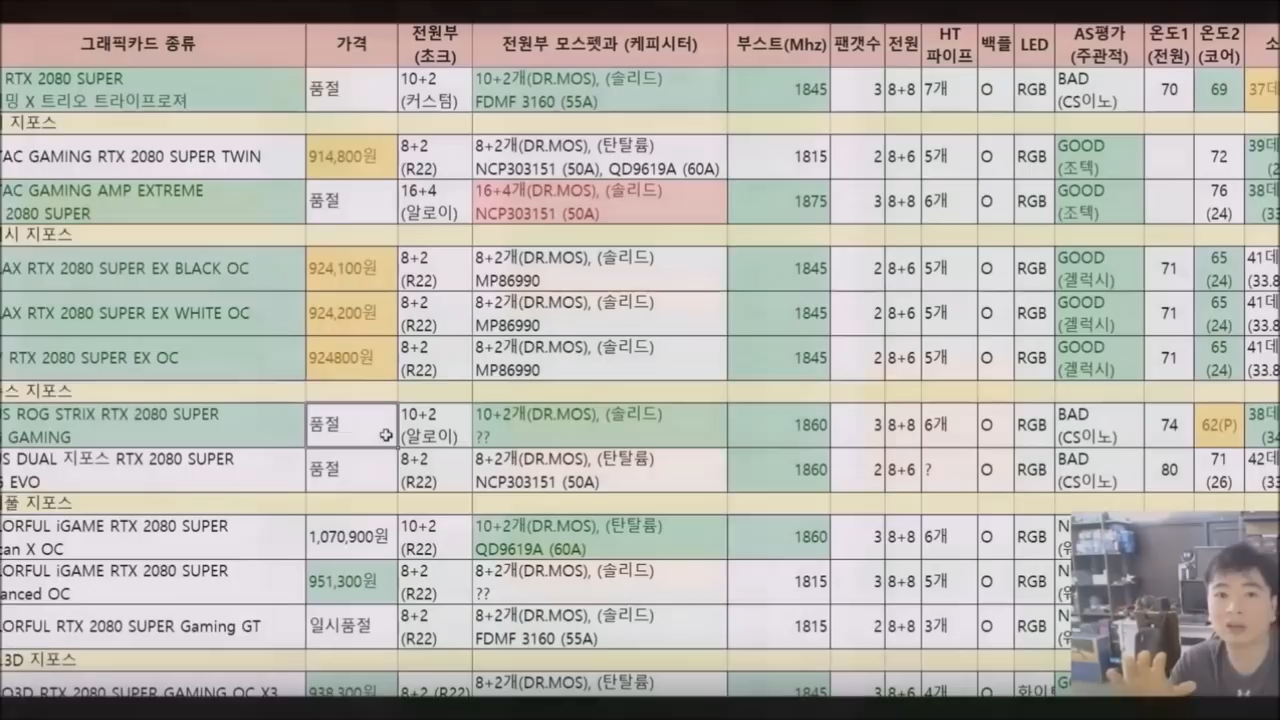 그래픽카드 종류 가격 전원부 (초크) 전원부 모스펫과 (케피시터) 부스트(Mhz) 팬갯수 전원 HT 파이프 백플 LED AS평가 (주관적) 온도1 (전원) 온도2 (코어) 소
RTX 2080 SUPER 품절 10+2 10+2개(DR.MOS), (솔리드) 1845 3 8+8 7개 O RGB BAD 70 69 37데
밍 X 트리오 트라이프로져 (커스텀) FDMF 3160 (55A) (CS이노)
지포스
AC GAMING RTX 2080 SUPER TWIN 914,800원 8+2 8+2개(DR.MOS), (탄탈륨) 1815 2 8+6 5개 O RGB GOOD 72 39데
(R22) NCP303151 (50A), QD9619A (60A) (조텍)
AC GAMING AMP EXTREME 품절 16+4 16+4개(DR.MOS), (솔리드) 1875 3 8+8 6개 O RGB GOOD 76 38데
2080 SUPER (알로이) NCP303151 (50A) (조텍) (24)
시 지포스
AX RTX 2080 SUPER EX BLACK OC 924,100원 8+2 8+2개(DR.MOS), (솔리드) 1845 2 8+6 5개 O RGB GOOD 71 65 41데
(R22) MP86990 (겔럭시) (24) (33.8
AX RTX 2080 SUPER EX WHITE OC 924,200원 8+2 8+2개(DR.MOS), (솔리드) 1845 2 8+6 5개 O RGB GOOD 71 65 41데
(R22) MP86990 (겔럭시) (24) (33.8
RTX 2080 SUPER EX OC 924800원 8+2 8+2개(DR.MOS), (솔리드) 1845 2 8+6 5개 O RGB GOOD 71 65 41데
(R22) MP86990 (겔럭시) (24) (33.8
스 지포스
S ROG STRIX RTX 2080 SUPER 품절 10+2 10+2개(DR.MOS), (솔리드) 1860 3 8+8 6개 O RGB BAD 74 62(P) 38데
GAMING (알로이) ?? (CS이노) (34
S DUAL 지포스 RTX 2080 SUPER 품절 8+2 8+2개(DR.MOS), (탄탈륨) 1860 2 8+6 ? O RGB BAD 80 71 42데
EVO (R22) NCP303151 (50A) (CS이노) (26) (33
풀 지포스
ORFUL iGAME RTX 2080 SUPER 1,070,900원 10+2 10+2개(DR.MOS), (탄탈륨) 1860 3 8+8 6개 O RGB N
can X OC (R22) QD9619A (60A)
ORFUL iGAME RTX 2080 SUPER 951,300원 8+2 8+2개(DR.MOS), (솔리드) 1815 3 8+8 5개 O RGB N
anced OC (R22) ??
ORFUL RTX 2080 SUPER Gaming GT 일시품절 8+2 8+2개(DR.MOS), (솔리드) 1815 2 8+8 3개 O RGB N
(R22) FDMF 3160 (55A)
3D 지포스
O3D RTX 2080 SUPER GAMING OC X3 938,300원 8+2 (R22) 8+2개(DR.MOS), (탄탈륨) 1845 3 8+6 4개 O 화이트